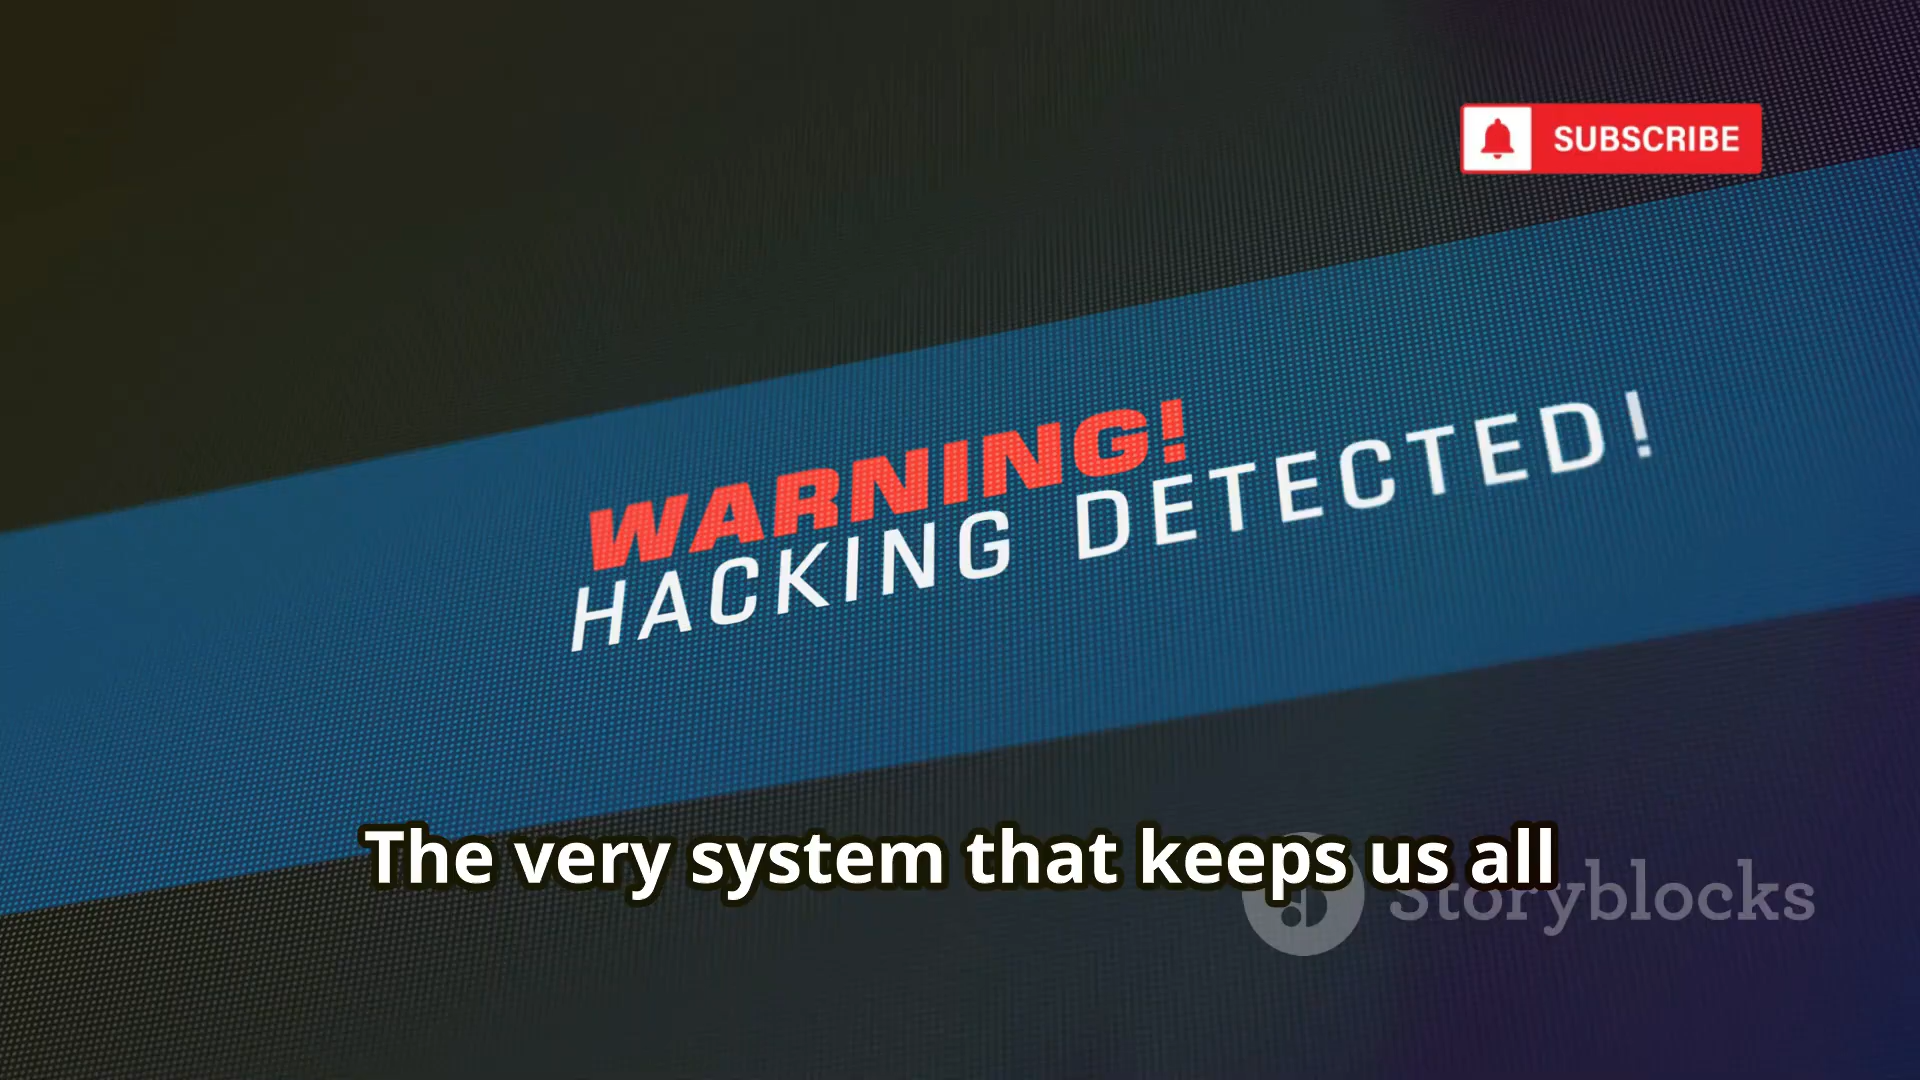 SUBSCRIBE
WARNING!
HACKING DETECTED!
The very system that keeps us all
Storyblocks